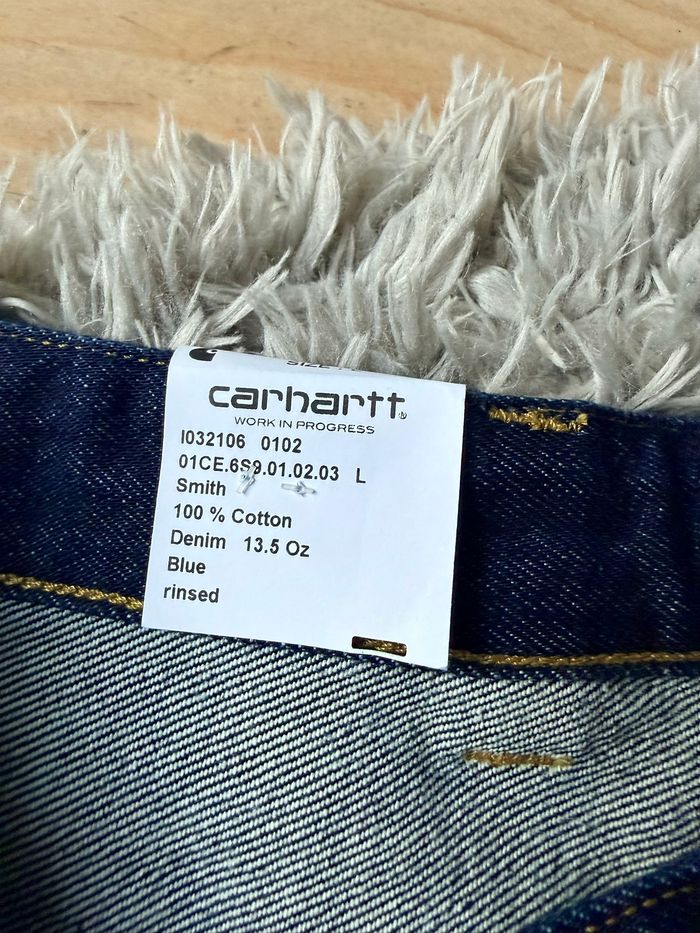 SIZE
carhartt®
WORK IN PROGRESS
I032106 0102
01CE.6S9.01.02.03 L
Smith
100 % Cotton
Denim 13.5 Oz
Blue
rinsed